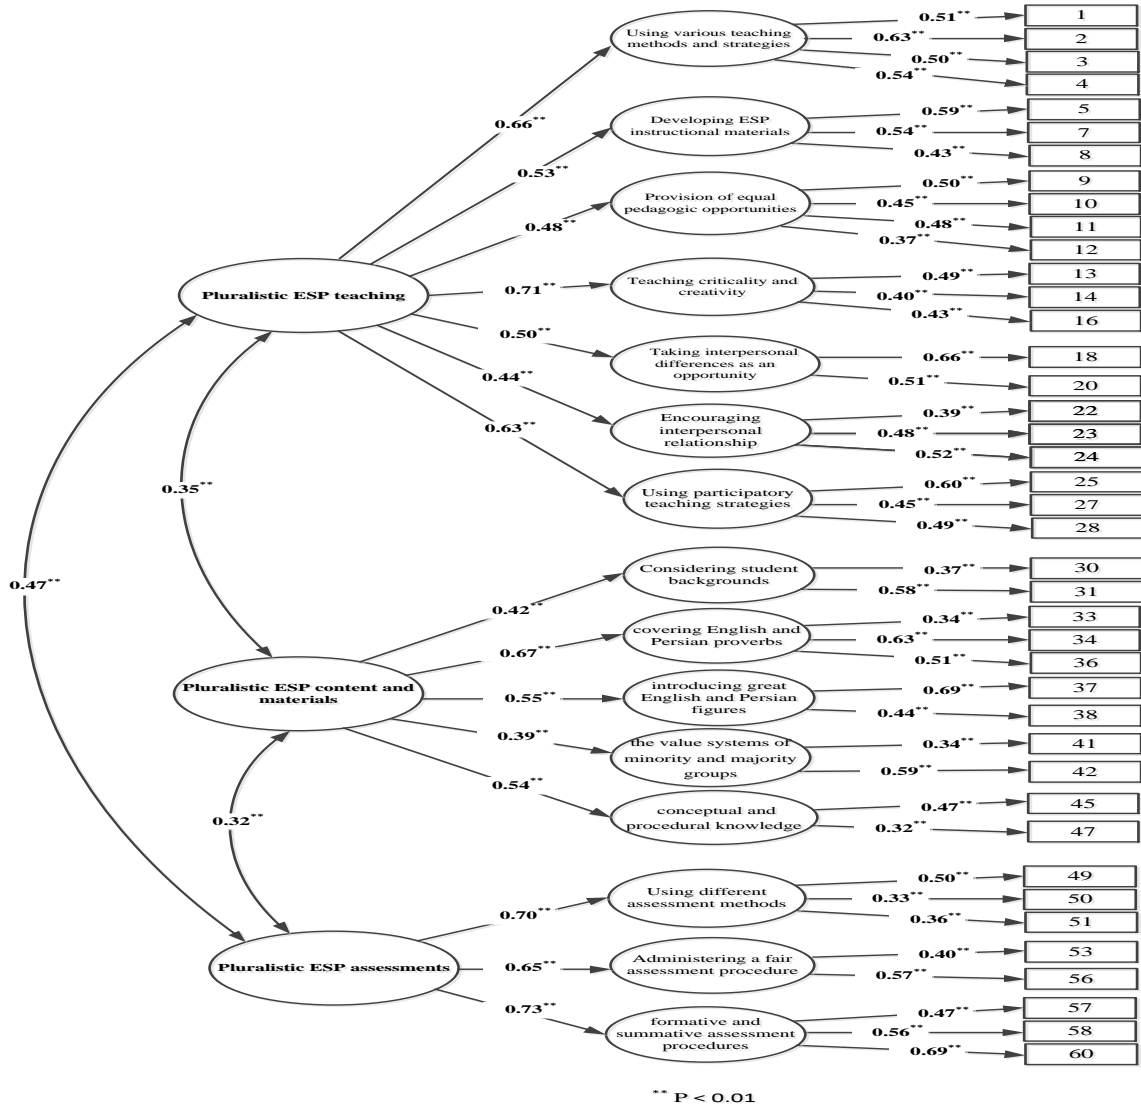 Using various teaching
methods and strategies
0.51** 1
0.63** 2
0.50** 3
0.54** 4
0.66**
Developing ESP
instructional materials
0.59** 5
0.54** 7
0.43** 8
0.53**
Provision of equal
pedagogic opportunities
0.50** 9
0.45** 10
0.48** 11
0.37** 12
0.48**
Pluralistic ESP teaching
0.71**
Teaching criticality and
creativity
0.49** 13
0.40** 14
0.43** 16
0.50**
Taking interpersonal
differences as an
opportunity
0.66** 18
0.51** 20
0.44**
Encouraging
interpersonal
relationship
0.39** 22
0.48** 23
0.52** 24
0.63**
Using participatory
teaching strategies
0.60** 25
0.45** 27
0.49** 28
0.35**
0.47**
Considering student
backgrounds
0.37** 30
0.58** 31
0.42**
covering English and
Persian proverbs
0.34** 33
0.63** 34
0.51** 36
0.67**
Pluralistic ESP content and
materials
0.55**
introducing great
English and Persian
figures
0.69** 37
0.44** 38
0.39**
the value systems of
minority and majority
groups
0.34** 41
0.59** 42
0.54**
conceptual and
procedural knowledge
0.47** 45
0.32** 47
0.32**
Using different
assessment methods
0.50** 49
0.33** 50
0.36** 51
0.70**
Pluralistic ESP assessments
0.65**
Administering a fair
assessment procedure
0.40** 53
0.57** 56
0.73**
formative and
summative assessment
procedures
0.47** 57
0.56** 58
0.69** 60
** P < 0.01